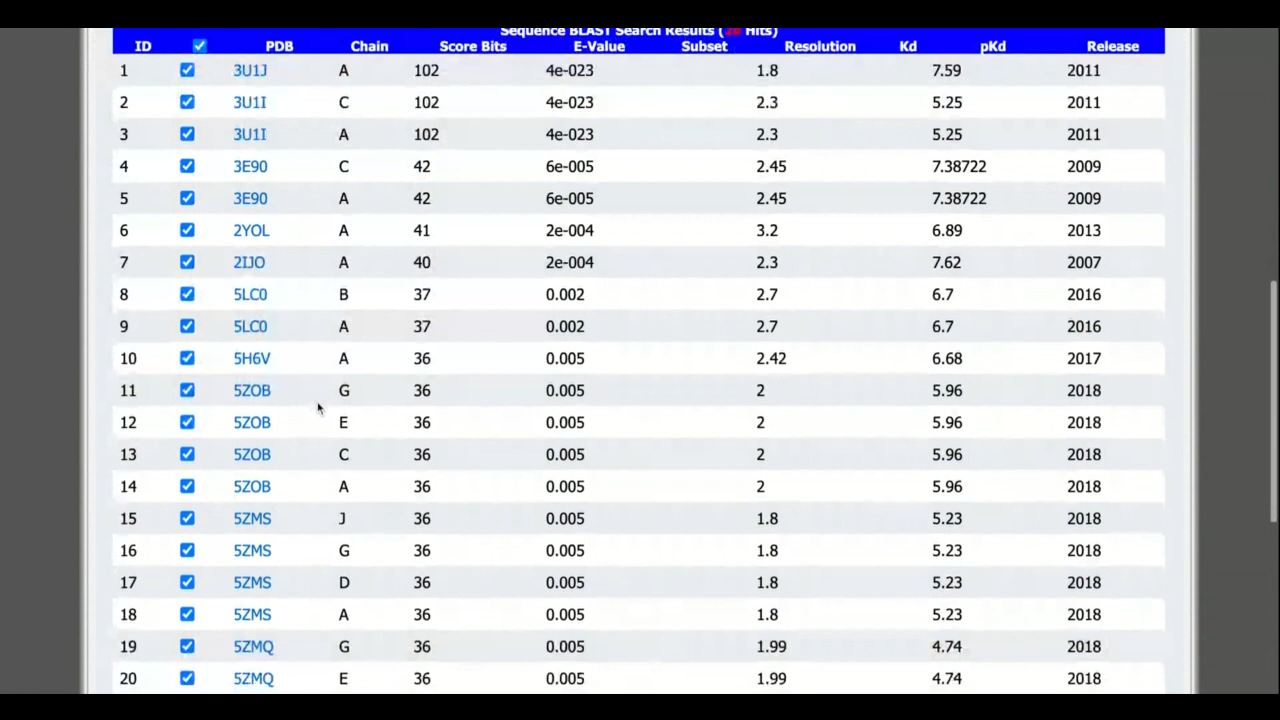 Sequence BLAST Search Results ( Hits)
ID PDB Chain Score Bits E-Value Subset Resolution Kd pKd Release
1 3U1J A 102 4e-023 1.8 7.59 2011
2 3U1I C 102 4e-023 2.3 5.25 2011
3 3U1I A 102 4e-023 2.3 5.25 2011
4 3E90 C 42 6e-005 2.45 7.38722 2009
5 3E90 A 42 6e-005 2.45 7.38722 2009
6 2YOL A 41 2e-004 3.2 6.89 2013
7 2IJO A 40 2e-004 2.3 7.62 2007
8 5LC0 B 37 0.002 2.7 6.7 2016
9 5LC0 A 37 0.002 2.7 6.7 2016
10 5H6V A 36 0.005 2.42 6.68 2017
11 5ZOB G 36 0.005 2 5.96 2018
12 5ZOB E 36 0.005 2 5.96 2018
13 5ZOB C 36 0.005 2 5.96 2018
14 5ZOB A 36 0.005 2 5.96 2018
15 5ZMS J 36 0.005 1.8 5.23 2018
16 5ZMS G 36 0.005 1.8 5.23 2018
17 5ZMS D 36 0.005 1.8 5.23 2018
18 5ZMS A 36 0.005 1.8 5.23 2018
19 5ZMQ G 36 0.005 1.99 4.74 2018
20 5ZMQ E 36 0.005 1.99 4.74 2018